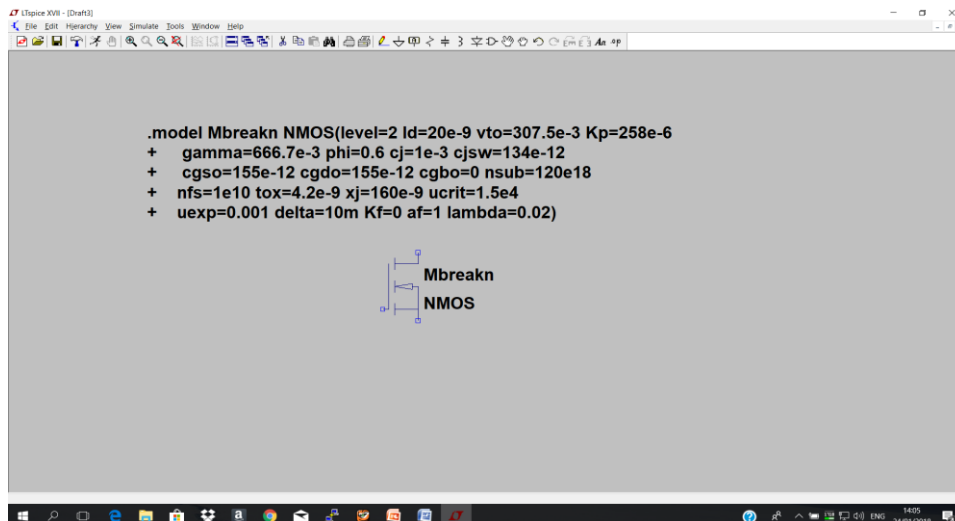 LTspice XVII - [Draft3]
File Edit Hierarchy View Simulate Tools Window Help
.model Mbreakn NMOS(level=2 ld=20e-9 vto=307.5e-3 Kp=258e-6
+ gamma=666.7e-3 phi=0.6 cj=1e-3 cjsw=134e-12
+ cgso=155e-12 cgdo=155e-12 cgbo=0 nsub=120e18
+ nfs=1e10 tox=4.2e-9 xj=160e-9 ucrit=1.5e4
+ uexp=0.001 delta=10m Kf=0 af=1 lambda=0.02)
Mbreakn
NMOS
ENG
14:05
24/01/2018